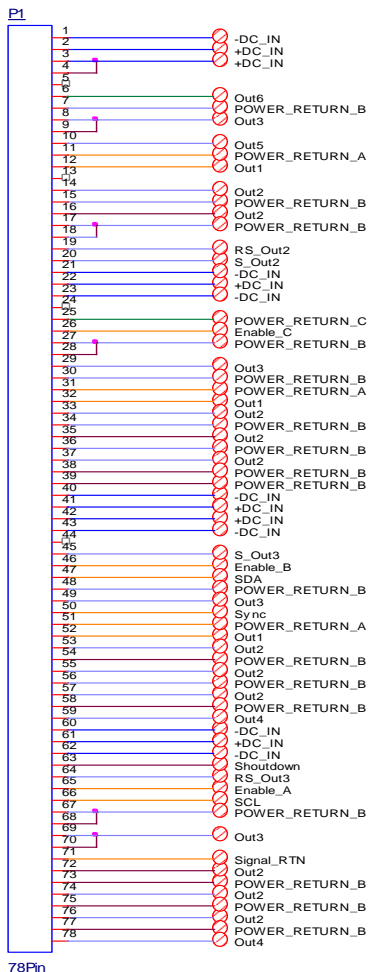 P1
1 -DC_IN
2 +DC_IN
3 +DC_IN
4
5
6 Out6
7 POWER_RETURN_B
8 Out3
9
10 Out5
11 POWER_RETURN_A
12 Out1
13
14 Out2
15 POWER_RETURN_B
16 Out2
17 POWER_RETURN_B
18
19 RS_Out2
20 S_Out2
21 -DC_IN
22 +DC_IN
23 -DC_IN
24
25 POWER_RETURN_C
26 Enable_C
27 POWER_RETURN_B
28
29 Out3
30 POWER_RETURN_B
31 POWER_RETURN_A
32 Out1
33 Out2
34 POWER_RETURN_B
35 Out2
36 POWER_RETURN_B
37 Out2
38 POWER_RETURN_B
39 POWER_RETURN_B
40 -DC_IN
41 +DC_IN
42 +DC_IN
43 -DC_IN
44
45 S_Out3
46 Enable_B
47 SDA
48 POWER_RETURN_B
49 Out3
50 Sync
51 POWER_RETURN_A
52 Out1
53 Out2
54 POWER_RETURN_B
55 Out2
56 POWER_RETURN_B
57 Out2
58 POWER_RETURN_B
59 Out4
60 -DC_IN
61 +DC_IN
62 -DC_IN
63 Shoutdown
64 RS_Out3
65 Enable_A
66 SCL
67 POWER_RETURN_B
68
69 Out3
70
71 Signal_RTN
72 Out2
73 POWER_RETURN_B
74 Out2
75 POWER_RETURN_B
76 Out2
77 POWER_RETURN_B
78 Out4
78Pin